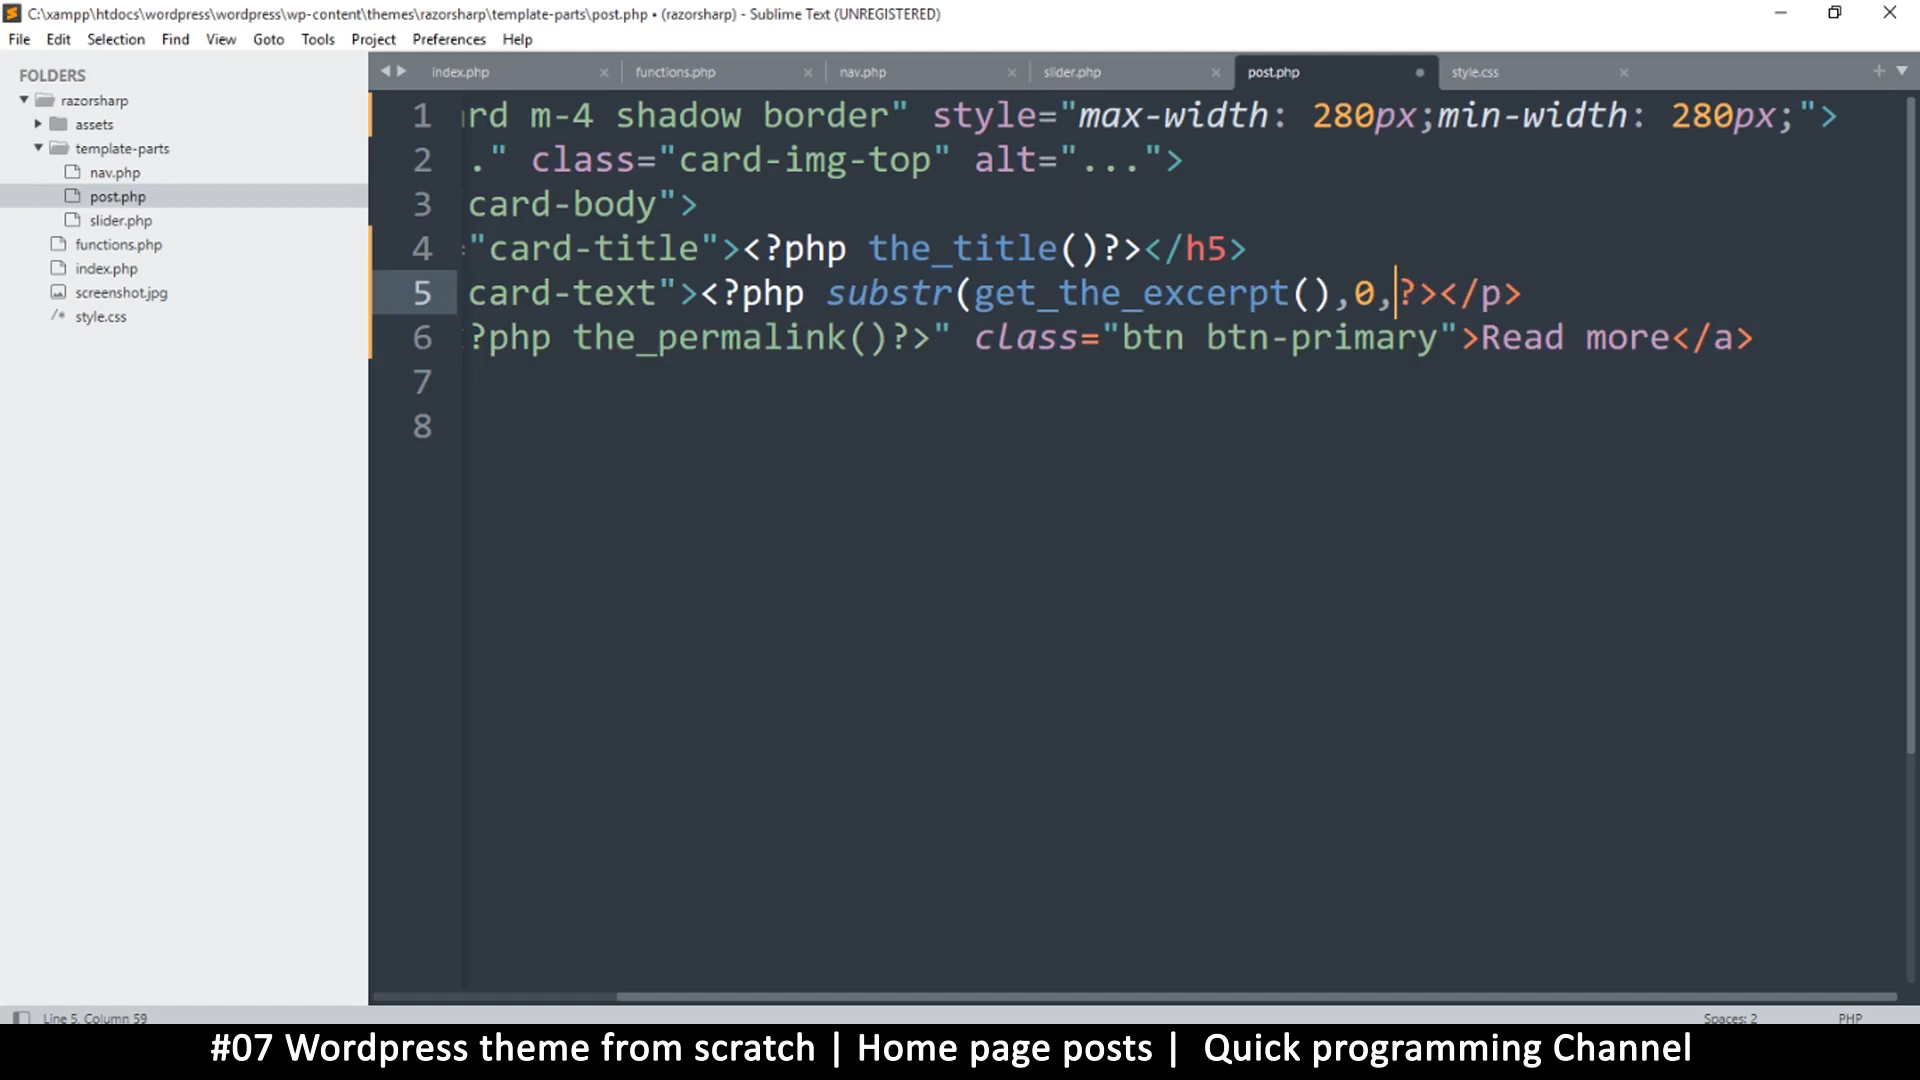 C:\xampp\htdocs\wordpress\wordpress\wp-content\themes\razorsharp\template-parts\post.php • (razorsharp) - Sublime Text (UNREGISTERED)
File Edit Selection Find View Goto Tools Project Preferences Help
FOLDERS
razorsharp
assets
template-parts
nav.php
post.php
slider.php
functions.php
index.php
screenshot.jpg
/* style.css
index.php functions.php nav.php slider.php post.php style.css
1 rd m-4 shadow border" style="max-width: 280px;min-width: 280px;">
2 ." class="card-img-top" alt="...">
3 card-body">
4 ="card-title"><?php the_title()?></h5>
5 card-text"><?php substr(get_the_excerpt(),0,?></p>
6 ?php the_permalink()?>" class="btn btn-primary">Read more</a>
7
8
Line 5, Column 59 Spaces: 2 PHP
#07 Wordpress theme from scratch | Home page posts | Quick programming Channel